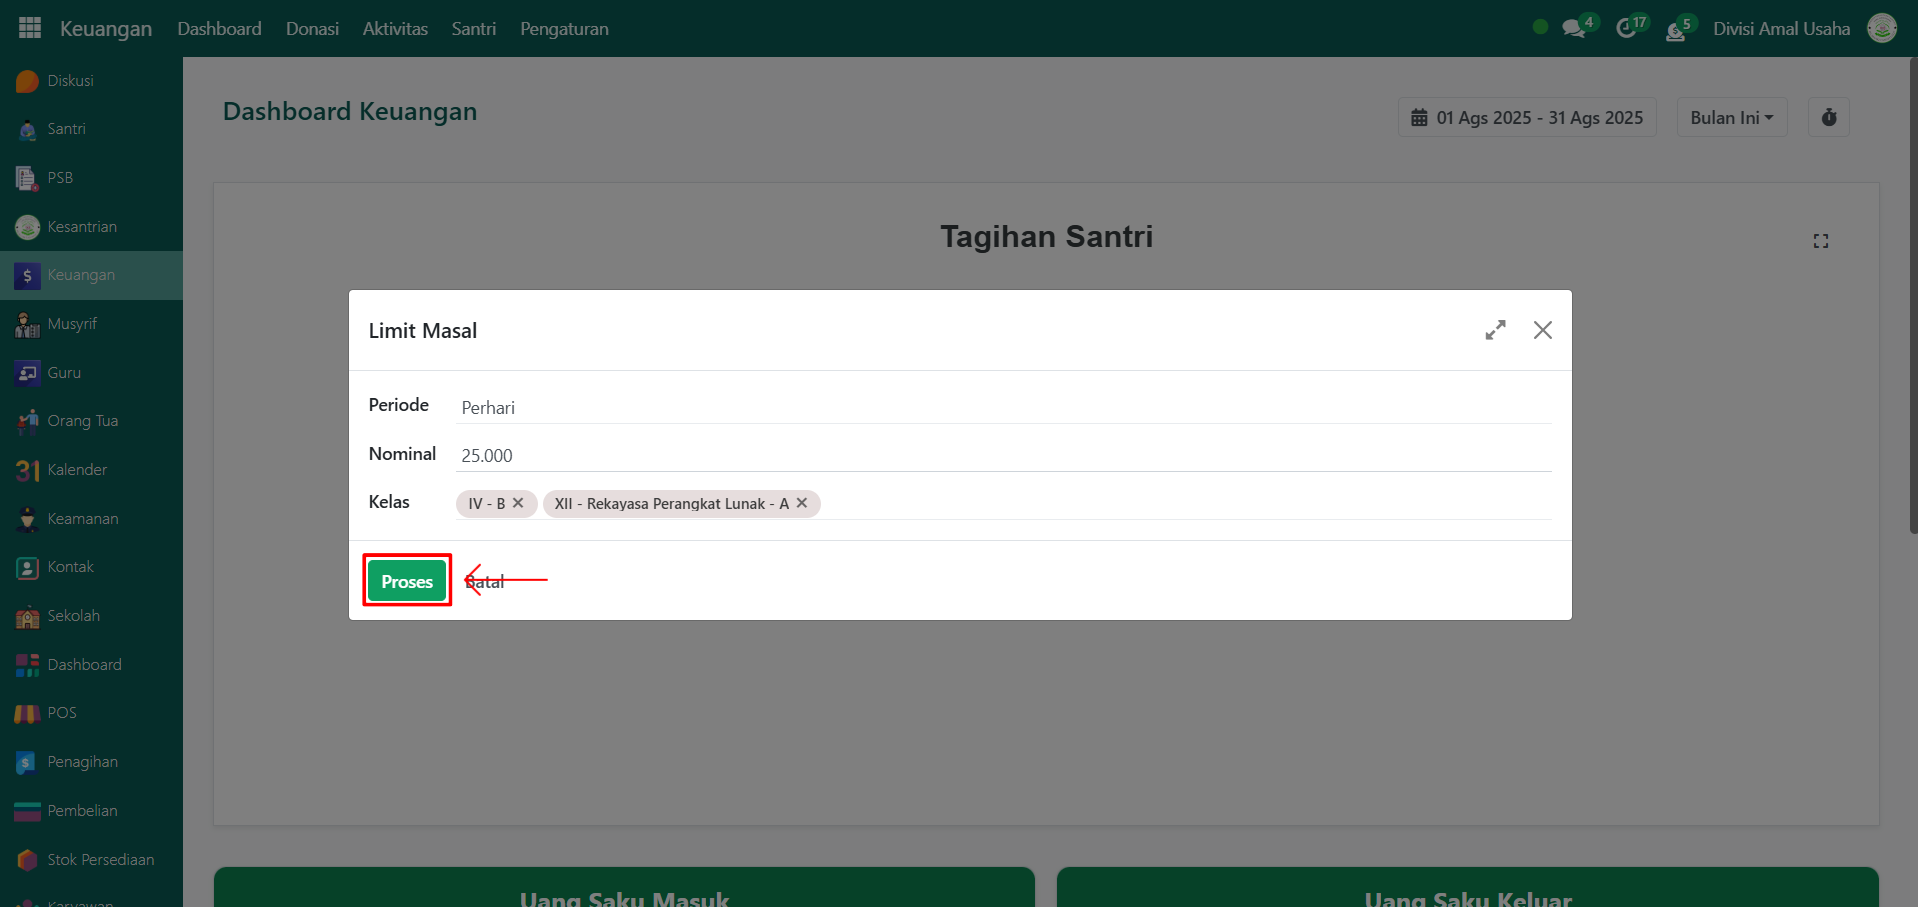 Keuangan Dashboard Donasi Aktivitas Santri Pengaturan 4 17 5 Divisi Amal Usaha
Diskusi
Santri
PSB
Kesantrian
Keuangan
Musyrif
Guru
Orang Tua
31 Kalender
Keamanan
Kontak
Sekolah
Dashboard
POS
Penagihan
Pembelian
Stok Persediaan
Karyawan
Dashboard Keuangan
01 Ags 2025 - 31 Ags 2025 Bulan Ini
Tagihan Santri
Limit Masal
Periode Perhari
Nominal 25.000
Kelas IV - B XII - Rekayasa Perangkat Lunak - A
Proses Batal
Uang Saku Masuk Uang Saku Keluar